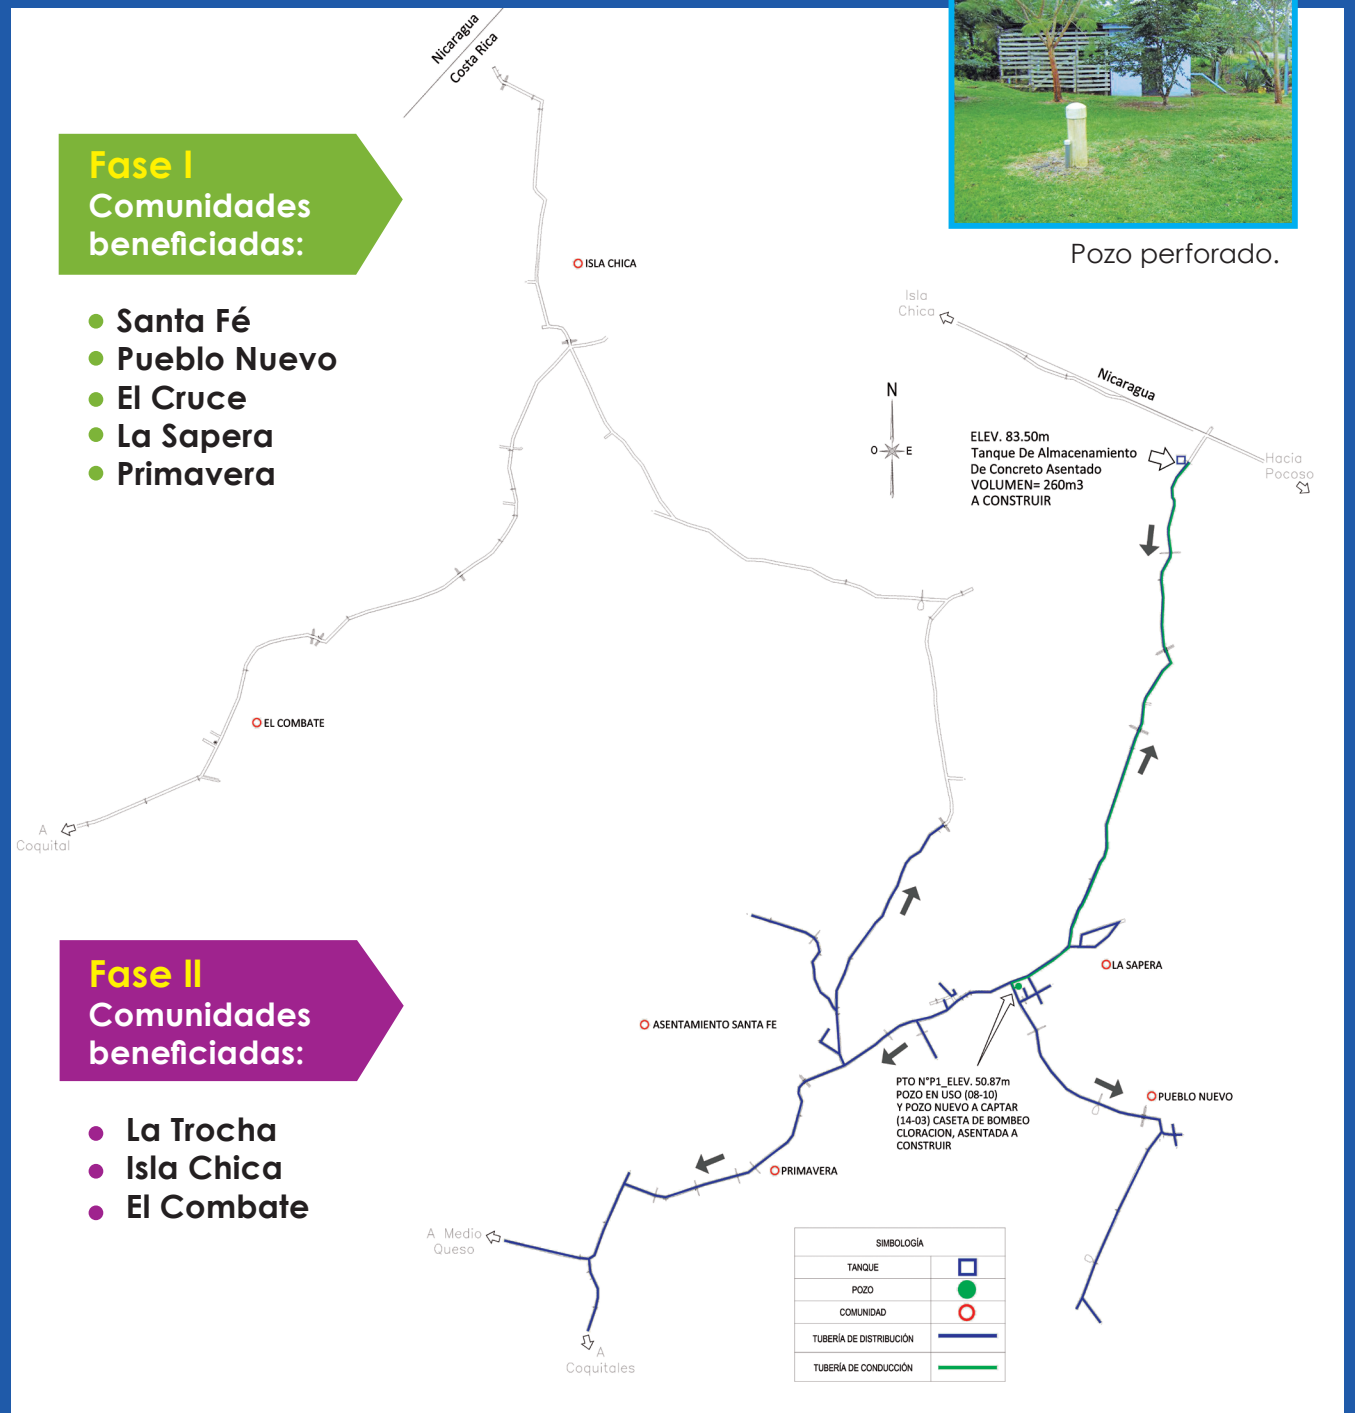 Nicaragua
Costa Rica
Fase I
Comunidades
beneficiadas:
Santa Fé
Pueblo Nuevo
El Cruce
La Sapera
Primavera
Pozo perforado.
ISLA CHICA
Isla
Chica
Nicaragua
N
O
E
ELEV. 83.50m
Tanque De Almacenamiento
De Concreto Asentado
VOLUMEN= 260m3
A CONSTRUIR
Hacia
Pocoso
EL COMBATE
A
Coquital
Fase II
Comunidades
beneficiadas:
La Trocha
Isla Chica
El Combate
LA SAPERA
ASENTAMIENTO SANTA FE
PTO N°P1_ELEV. 50.87m
POZO EN USO (08-10)
Y POZO NUEVO A CAPTAR
(14-03) CASETA DE BOMBEO
CLORACION, ASENTADA A
CONSTRUIR
PUEBLO NUEVO
PRIMAVERA
A Medio
Queso
A
Coquitales
SIMBOLOGÍA
TANQUE
POZO
COMUNIDAD
TUBERÍA DE DISTRIBUCIÓN
TUBERÍA DE CONDUCCIÓN